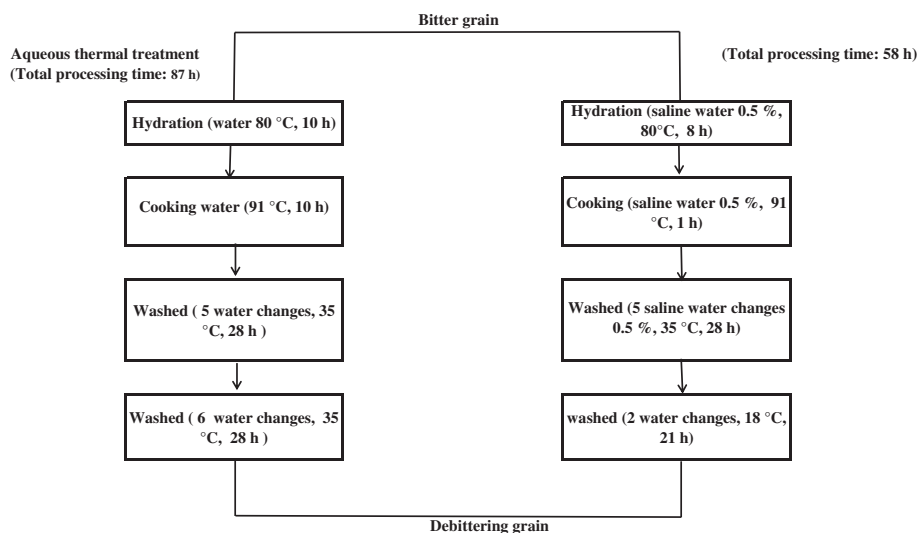 Bitter grain
Aqueous thermal treatment
(Total processing time: 87 h)
(Total processing time: 58 h)
Hydration (water 80 °C, 10 h)
Cooking water (91 °C, 10 h)
Washed ( 5 water changes, 35
°C, 28 h )
Washed ( 6 water changes, 35
°C, 28 h )
Hydration (saline water 0.5 %,
80°C, 8 h)
Cooking (saline water 0.5 %, 91
°C, 1 h)
Washed (5 saline water changes
0.5 %, 35 °C, 28 h)
washed (2 water changes, 18 °C,
21 h)
Debittering grain